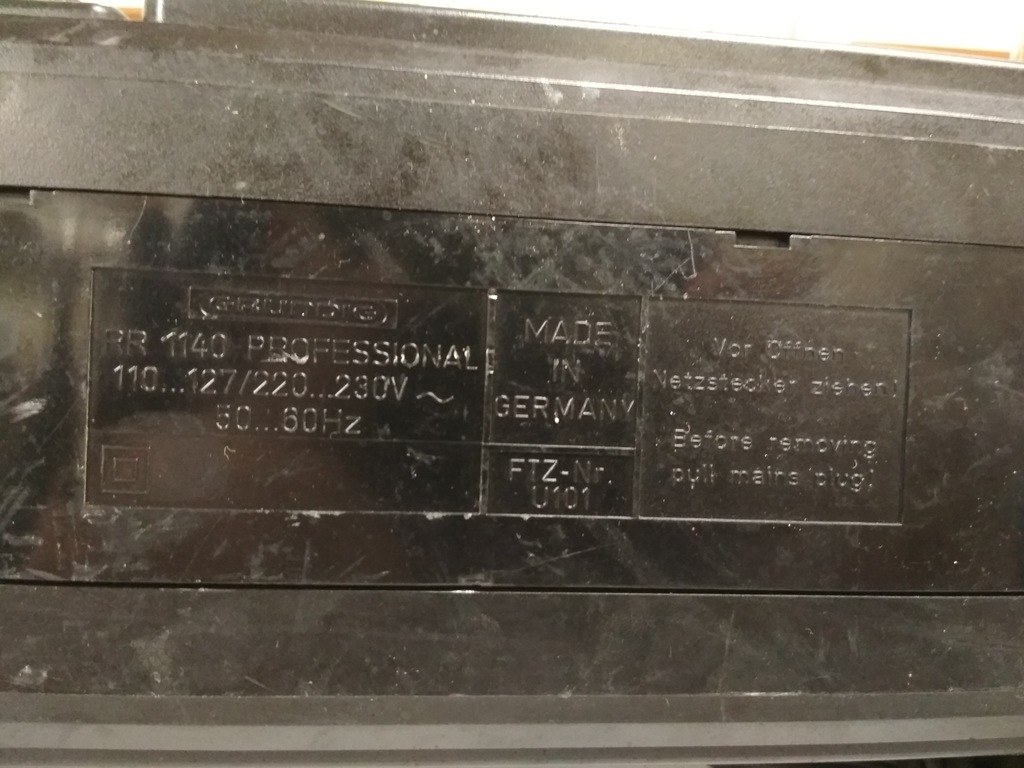 GRUNDIG
RR 1140 PROFESSIONAL
110...127/220...230V ~
50...60Hz
MADE
IN
GERMANY
FTZ-Nr.
U101
Vor Öffnen
Netzstecker ziehen!
Before removing
pull mains plug!